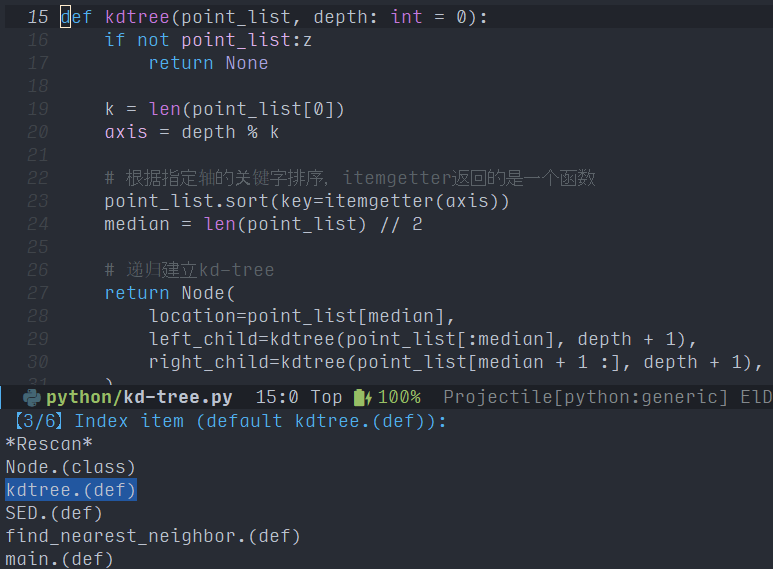 15 def kdtree(point_list, depth: int = 0):
16     if not point_list:z
17         return None
18
19     k = len(point_list[0])
20     axis = depth % k
21
22     # 根据指定轴的关键字排序, itemgetter返回的是一个函数
23     point_list.sort(key=itemgetter(axis))
24     median = len(point_list) // 2
25
26     # 递归建立kd-tree
27     return Node(
28         location=point_list[median],
29         left_child=kdtree(point_list[:median], depth + 1),
30         right_child=kdtree(point_list[median + 1 :], depth + 1),
31     )
python/kd-tree.py  15:0 Top 100%  Projectile[python:generic] ElD
【3/6】Index item (default kdtree.(def)):
*Rescan*
Node.(class)
kdtree.(def)
SED.(def)
find_nearest_neighbor.(def)
main.(def)